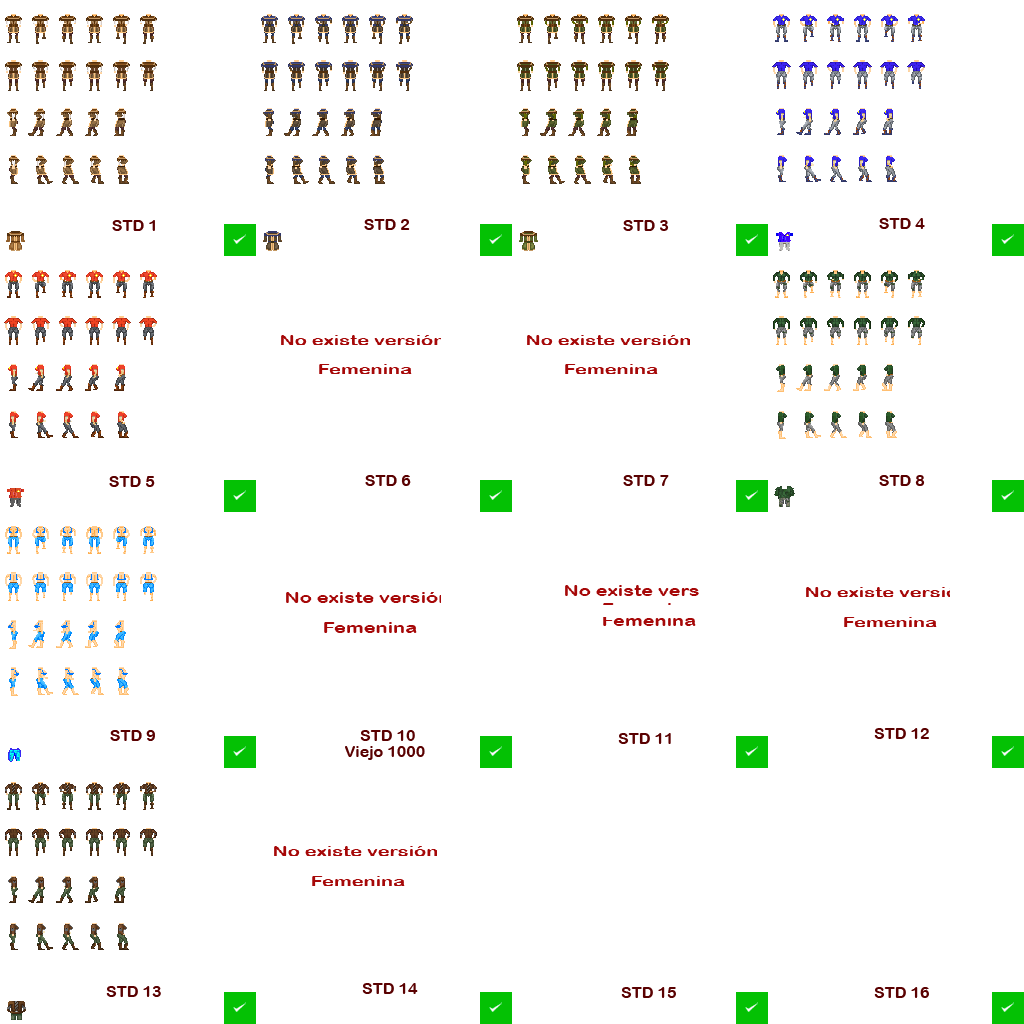 STD 1
STD 2
STD 3
STD 4
No existe versión
Femenina
No existe versión
Femenina
STD 5
STD 6
STD 7
STD 8
No existe versión
Femenina
No existe vers
Femenina
No existe versi
Femenina
STD 9
STD 10
Viejo 1000
STD 11
STD 12
No existe versión
Femenina
STD 13
STD 14
STD 15
STD 16